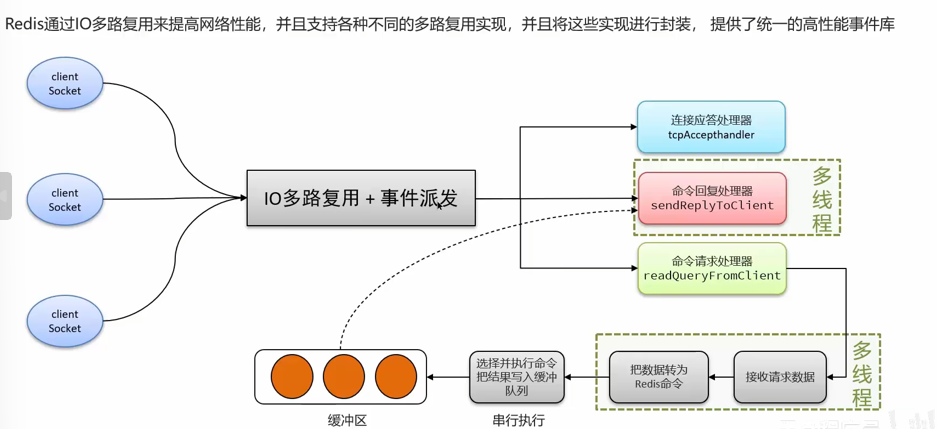 Redis通过IO多路复用来提高网络性能，并且支持各种不同的多路复用实现，并且将这些实现进行封装，提供了统一的高性能事件库
client
Socket
client
Socket
client
Socket
IO多路复用 + 事件派发
连接应答处理器
tcpAccepthandler
命令回复处理器
sendReplyToClient
多
线
程
命令请求处理器
readQueryFromClient
多
线
程
接收请求数据
把数据转为
Redis命令
选择并执行命令
把结果写入缓冲
队列
串行执行
缓冲区